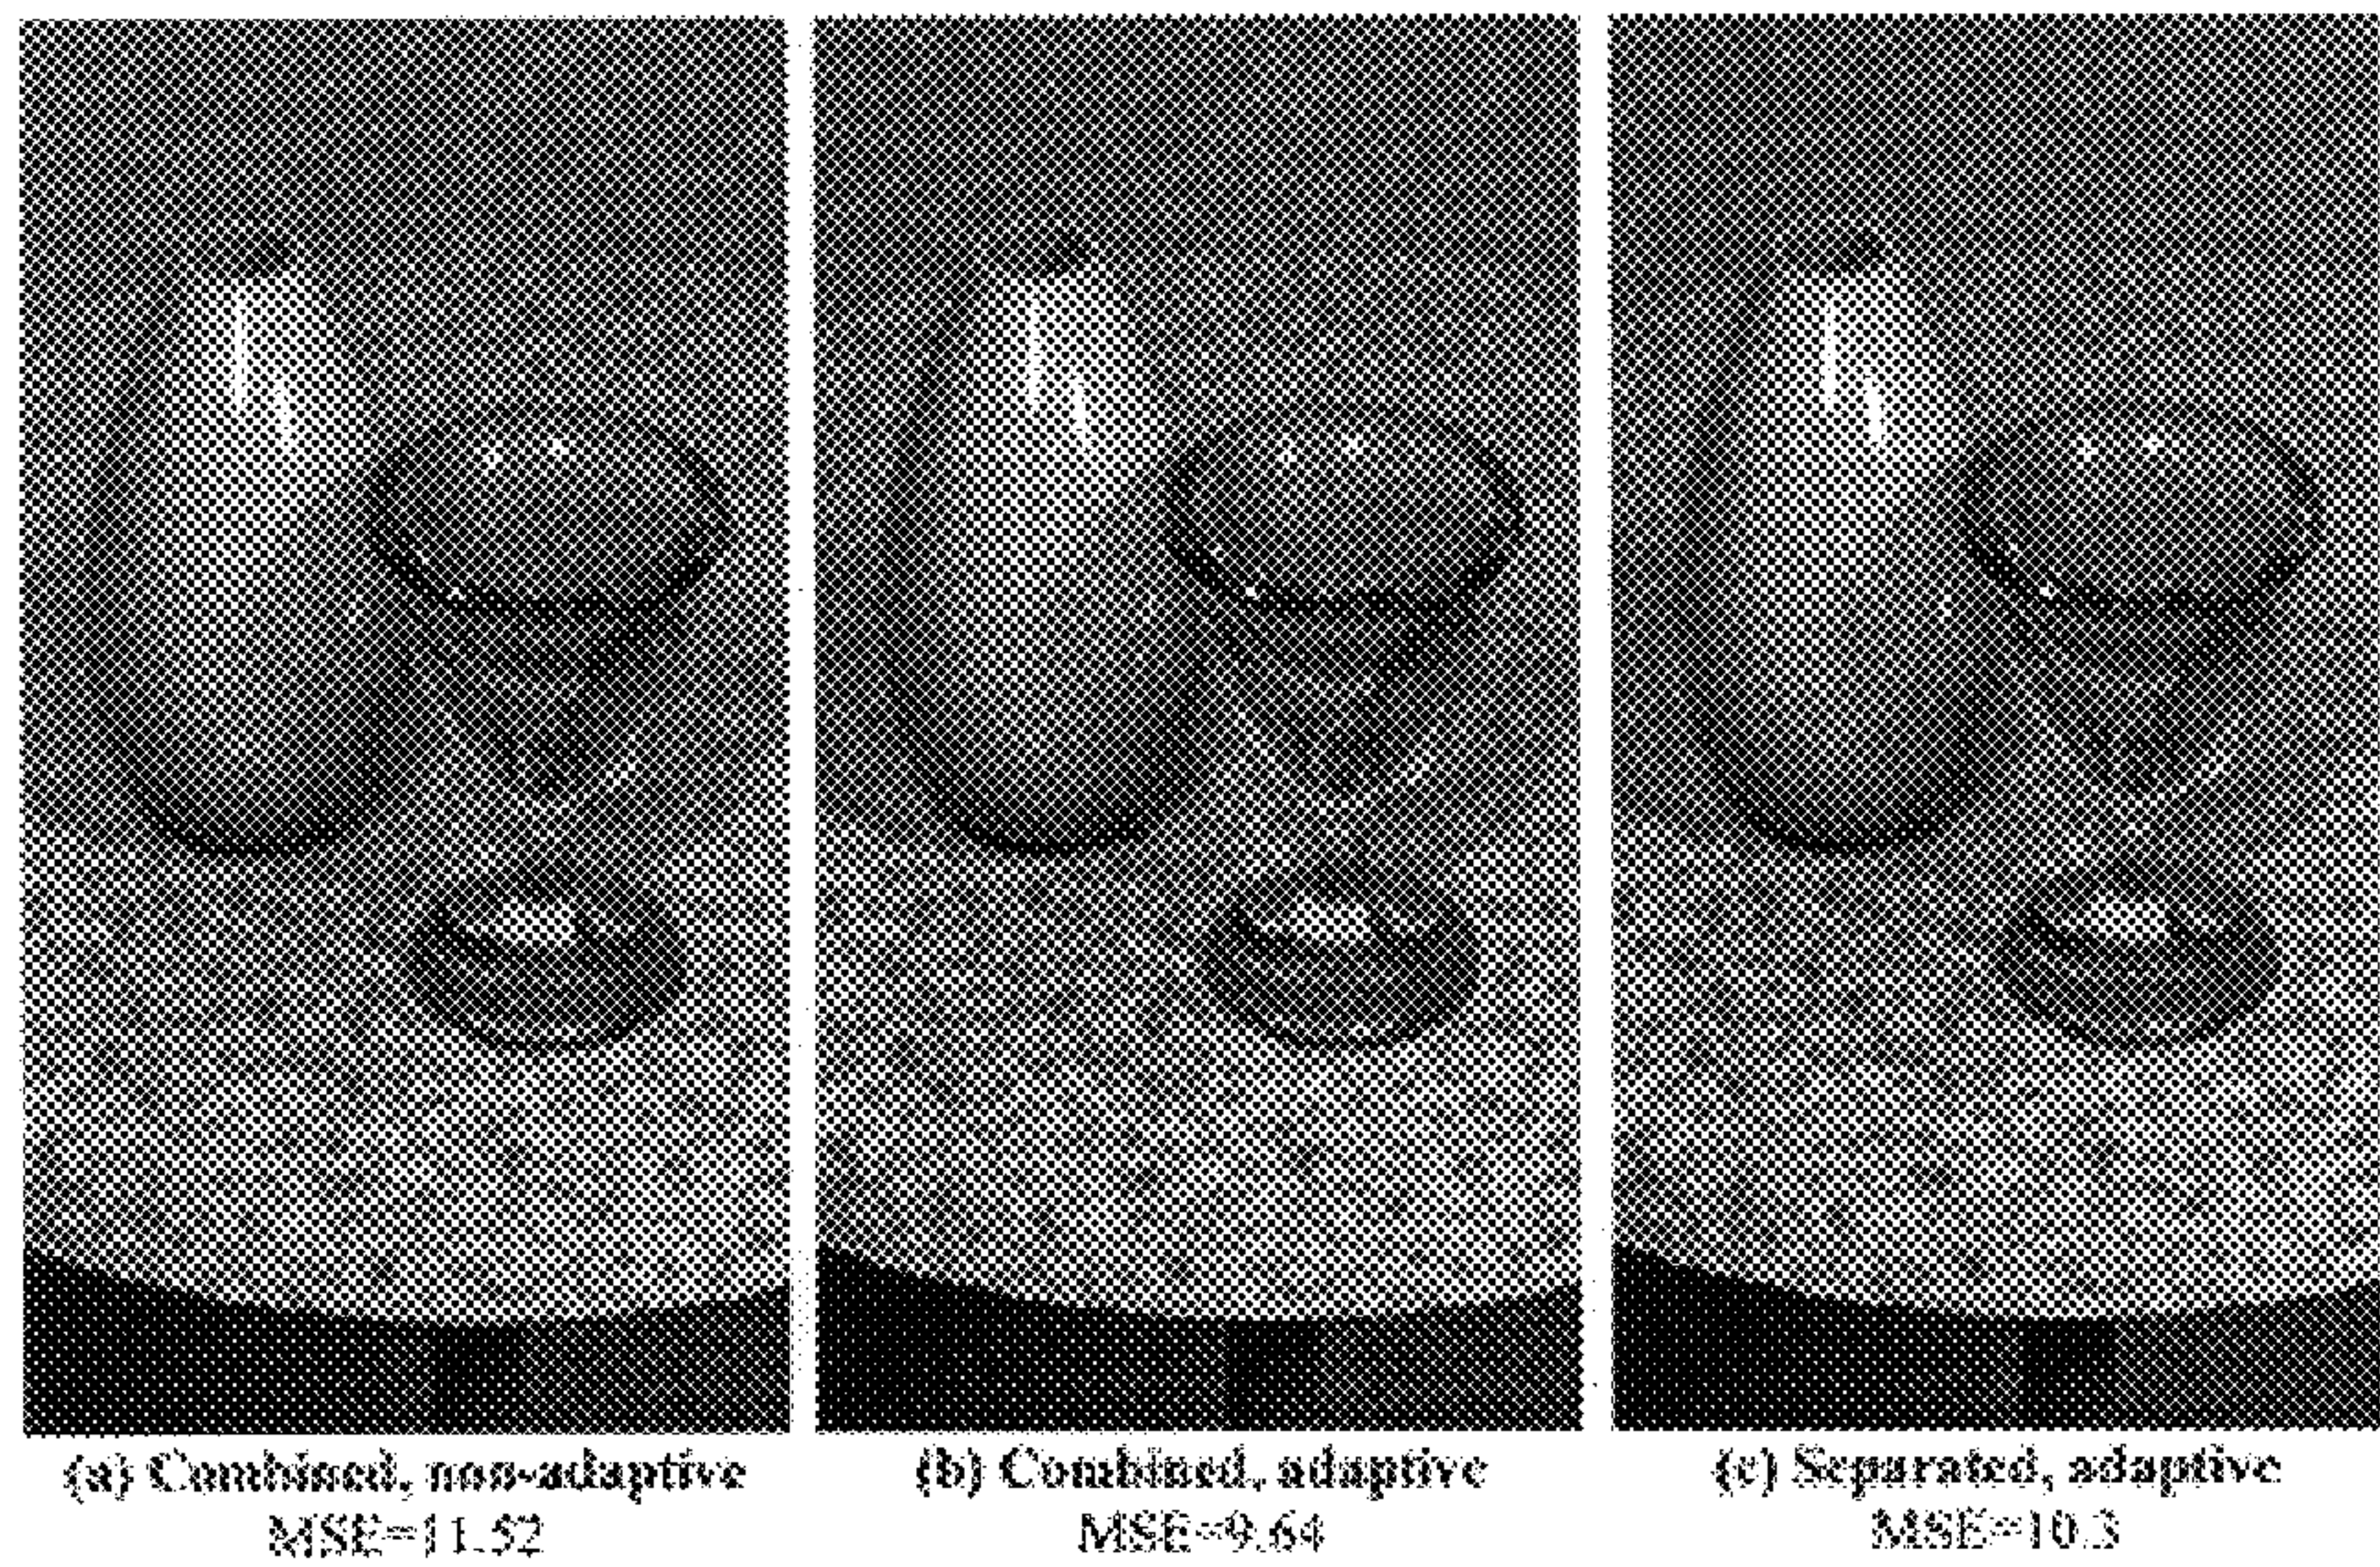 (a) Combined, non-adaptive
MSE=11.52
(b) Combined, adaptive
MSE=9.64
(c) Separated, adaptive
MSE=10.3